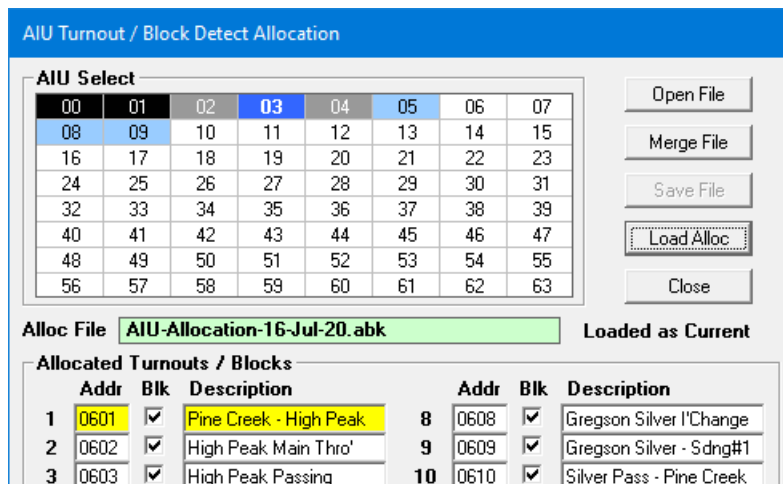 AIU Turnout / Block Detect Allocation
AIU Select
00 01 02 03 04 05 06 07
08 09 10 11 12 13 14 15
16 17 18 19 20 21 22 23
24 25 26 27 28 29 30 31
32 33 34 35 36 37 38 39
40 41 42 43 44 45 46 47
48 49 50 51 52 53 54 55
56 57 58 59 60 61 62 63
Open File
Merge File
Save File
Load Alloc
Close
Alloc File AIU-Allocation-16-Jul-20.abk Loaded as Current
Allocated Turnouts / Blocks
Addr Blk Description Addr Blk Description
1 0601 Pine Creek - High Peak 8 0608 Gregson Silver I'Change
2 0602 High Peak Main Thro' 9 0609 Gregson Silver - Sdng#1
3 0603 High Peak Passing 10 0610 Silver Pass - Pine Creek